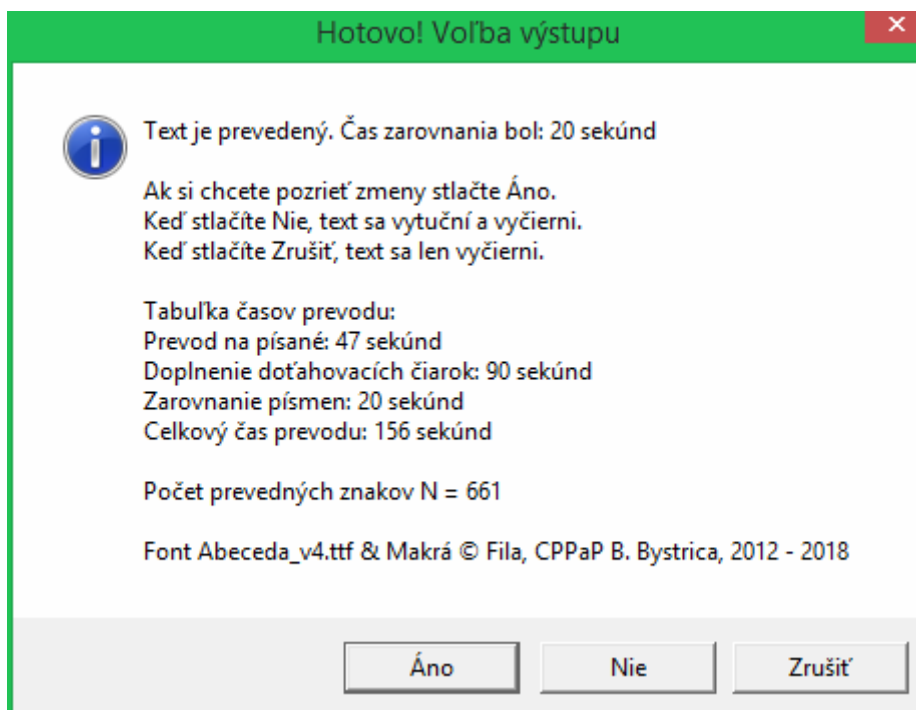 Hotovo! Voľba výstupu
Text je prevedený. Čas zarovnania bol: 20 sekúnd
Ak si chcete pozrieť zmeny stlačte Áno.
Keď stlačíte Nie, text sa vytuční a vyčierni.
Keď stlačíte Zrušiť, text sa len vyčierni.
Tabuľka časov prevodu:
Prevod na písané: 47 sekúnd
Doplnenie doťahovacích čiarok: 90 sekúnd
Zarovnanie písmen: 20 sekúnd
Celkový čas prevodu: 156 sekúnd
Počet prevedných znakov N = 661
Font Abeceda_v4.ttf & Makrá © Fila, CPPaP B. Bystrica, 2012 - 2018
Áno Nie Zrušiť